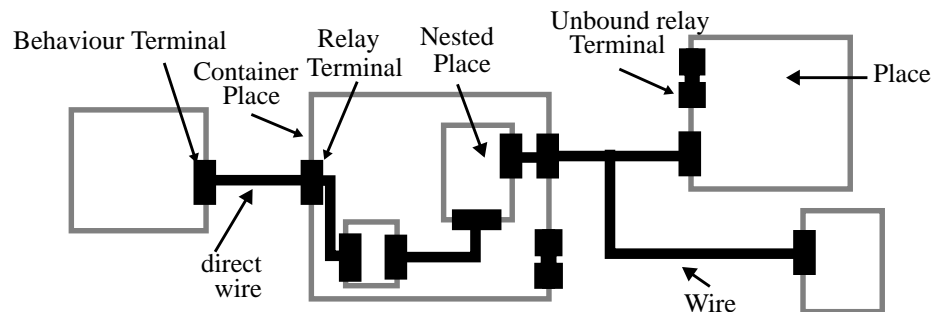 Behaviour Terminal
Container
Place
Relay
Terminal
Nested
Place
Unbound relay
Terminal
Place
direct
wire
Wire